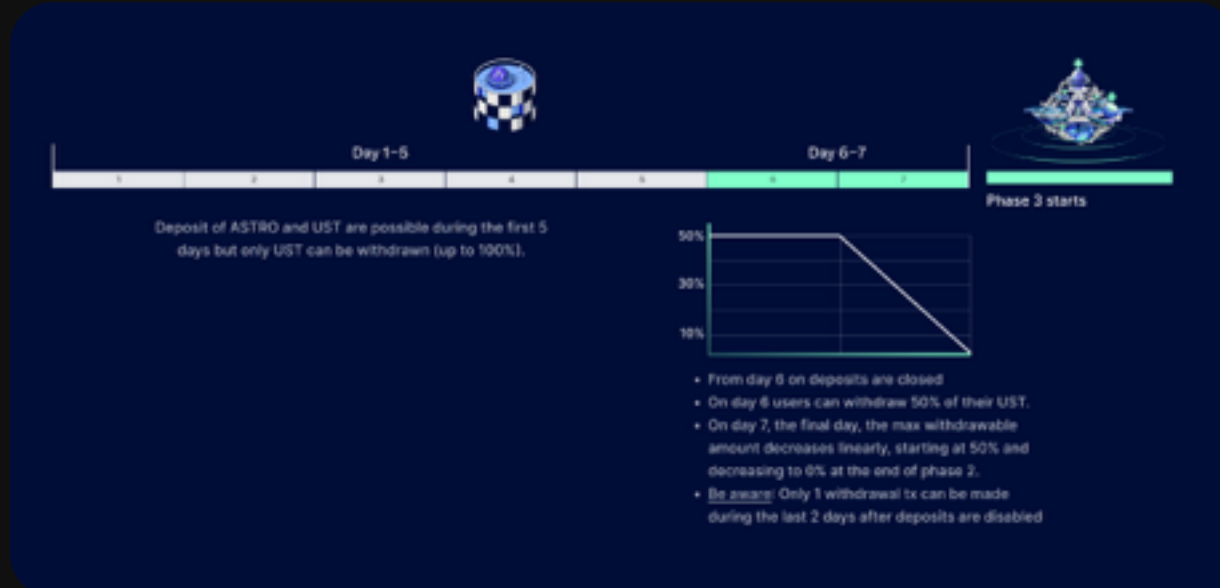 Day 1-5
Day 6-7
1
2
3
4
5
6
7
Phase 3 starts
Deposit of ASTRO and UST are possible during the first 5
days but only UST can be withdrawn (up to 100%).
50%
30%
10%
• From day 6 on deposits are closed
• On day 6 users can withdraw 50% of their UST.
• On day 7, the final day, the max withdrawable
amount decreases linearly, starting at 50% and
decreasing to 0% at the end of phase 2.
• Be aware: Only 1 withdrawal tx can be made
during the last 2 days after deposits are disabled